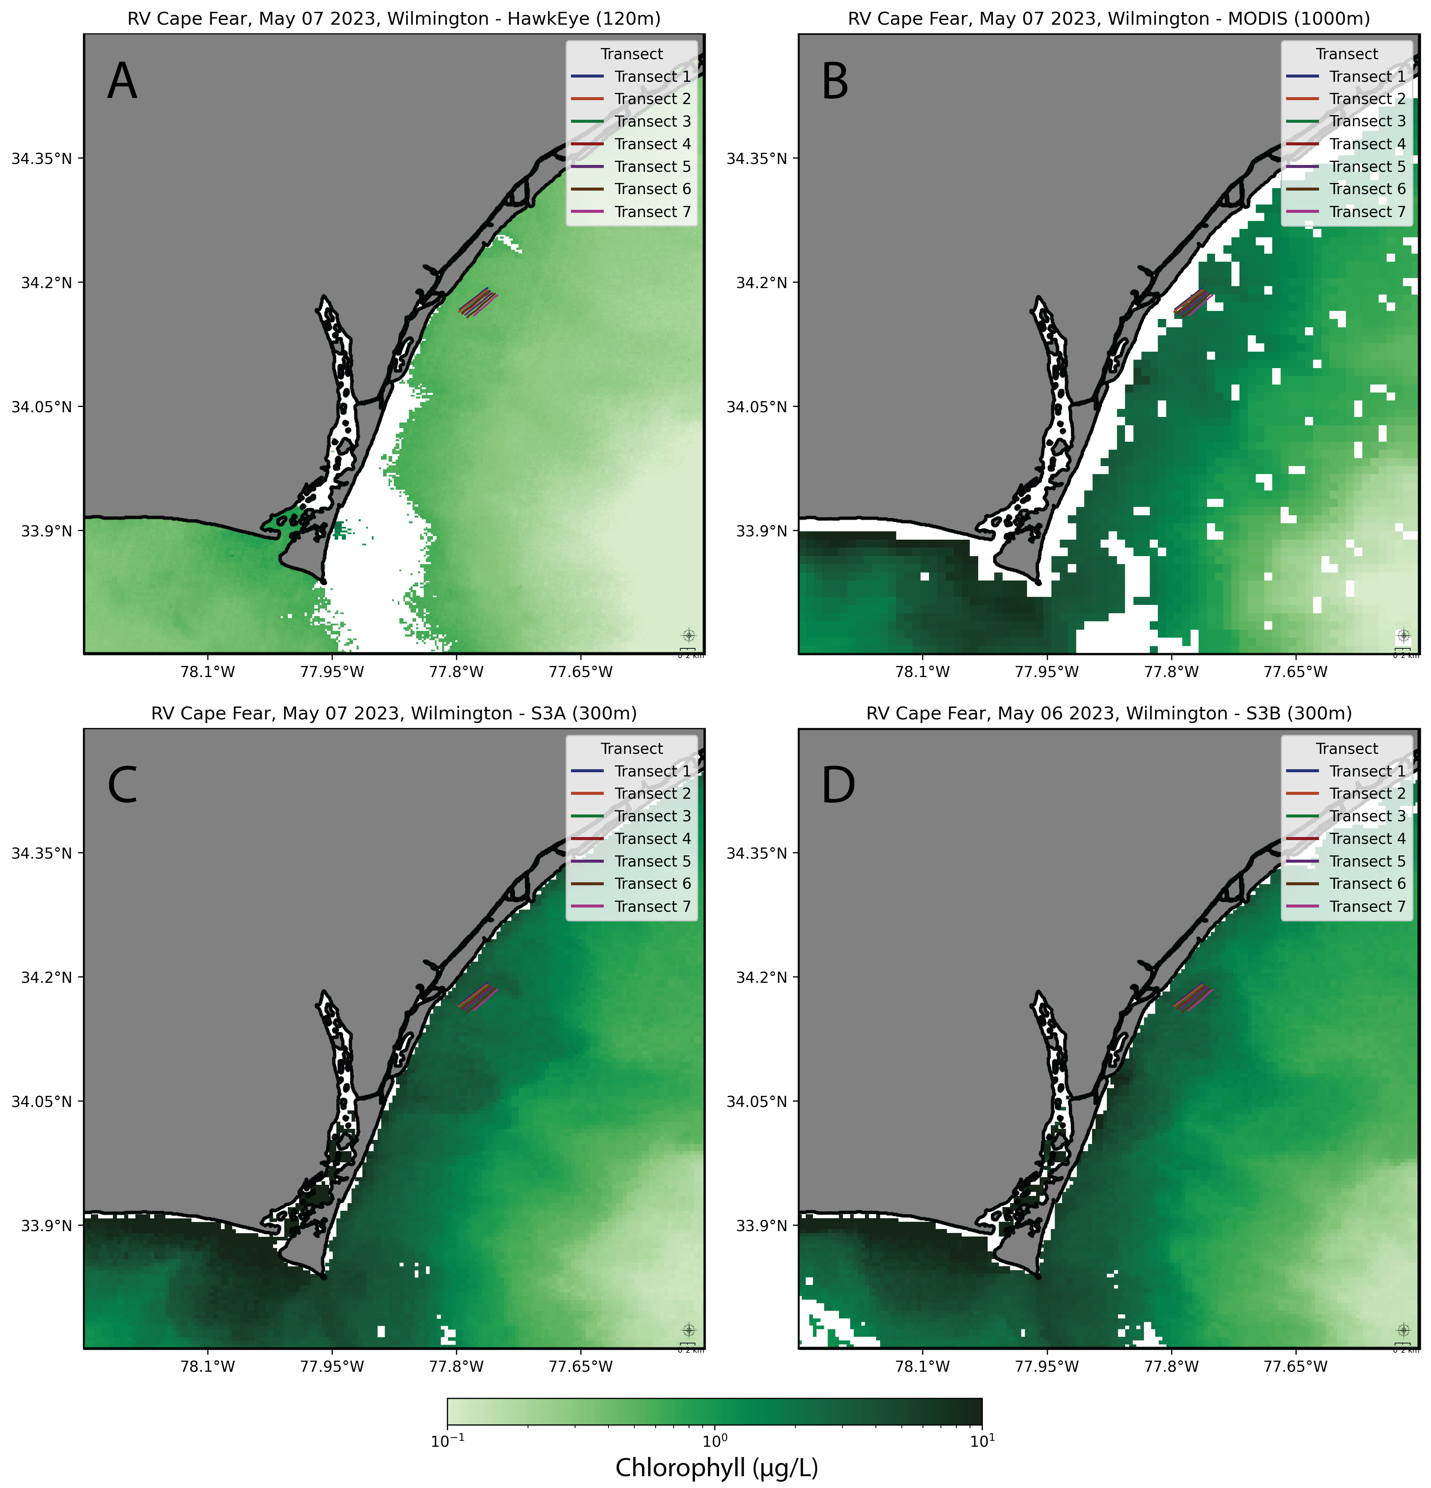 RV Cape Fear, May 07 2023, Wilmington - HawkEye (120m)
A
Transect
Transect 1
Transect 2
Transect 3
Transect 4
Transect 5
Transect 6
Transect 7
34.35°N
34.2°N
34.05°N
33.9°N
78.1°W 77.95°W 77.8°W 77.65°W
RV Cape Fear, May 07 2023, Wilmington - MODIS (1000m)
B
Transect
Transect 1
Transect 2
Transect 3
Transect 4
Transect 5
Transect 6
Transect 7
34.35°N
34.2°N
34.05°N
33.9°N
78.1°W 77.95°W 77.8°W 77.65°W
RV Cape Fear, May 07 2023, Wilmington - S3A (300m)
C
Transect
Transect 1
Transect 2
Transect 3
Transect 4
Transect 5
Transect 6
Transect 7
34.35°N
34.2°N
34.05°N
33.9°N
78.1°W 77.95°W 77.8°W 77.65°W
RV Cape Fear, May 06 2023, Wilmington - S3B (300m)
D
Transect
Transect 1
Transect 2
Transect 3
Transect 4
Transect 5
Transect 6
Transect 7
34.35°N
34.2°N
34.05°N
33.9°N
78.1°W 77.95°W 77.8°W 77.65°W
10⁻¹ 10⁰ 10¹
Chlorophyll (µg/L)